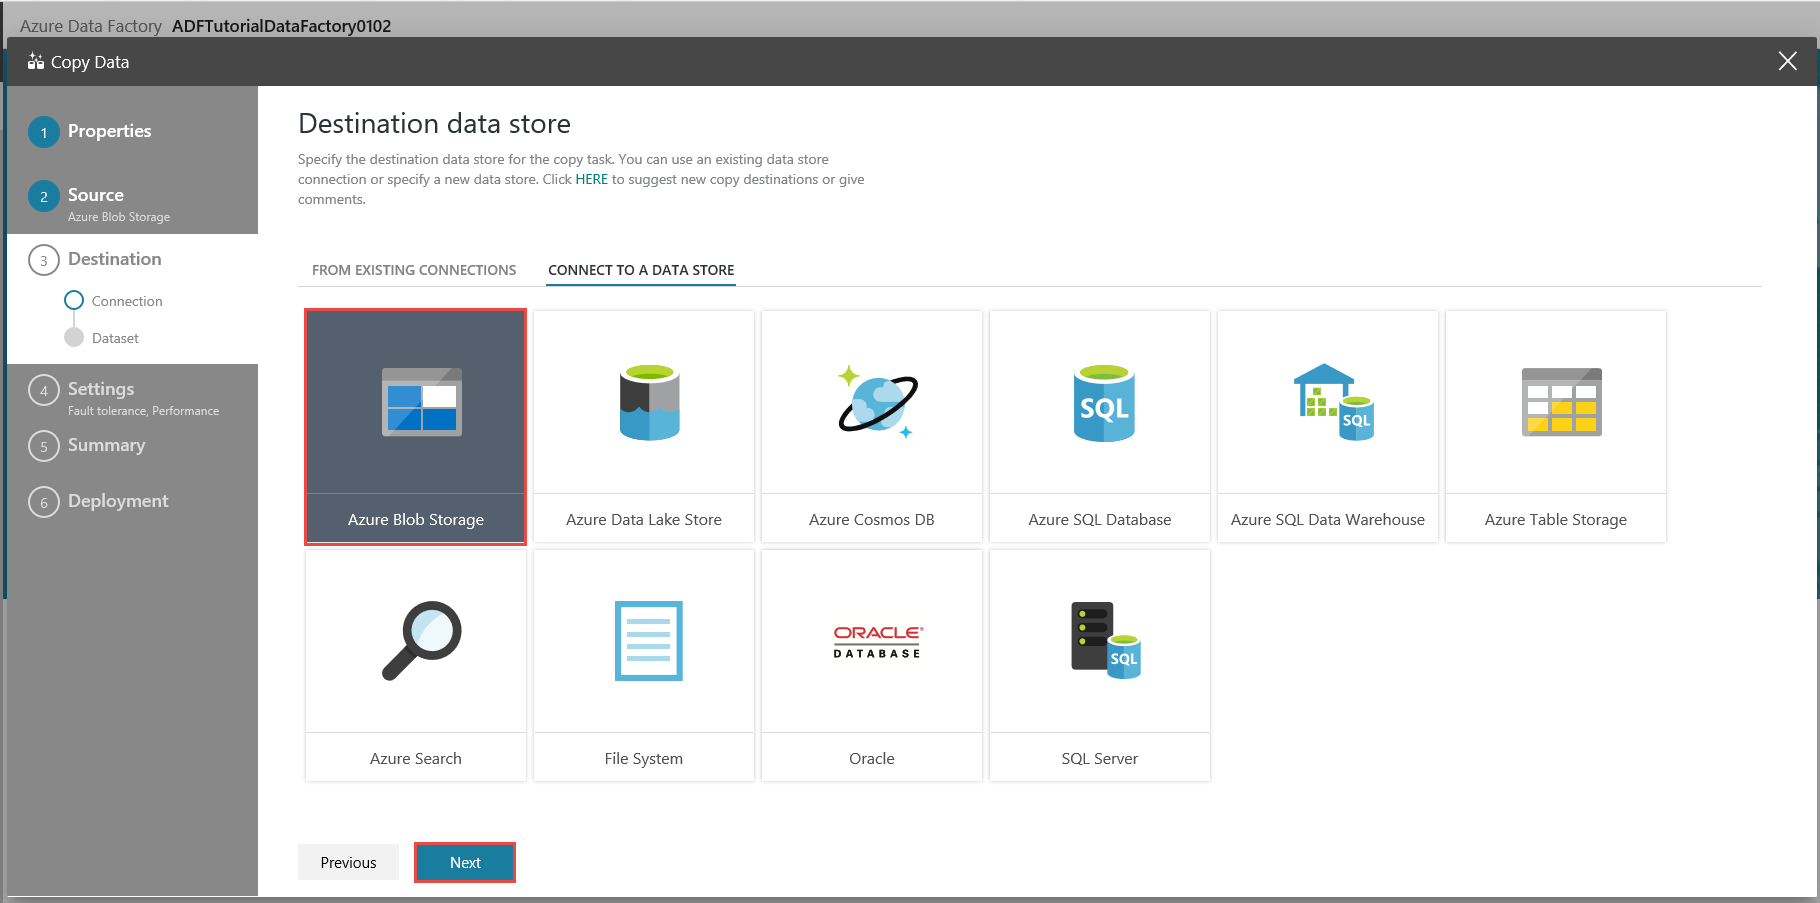 Azure Data Factory ADFTutorialDataFactory0102
Copy Data
1 Properties
2 Source
Azure Blob Storage
3 Destination
Connection
Dataset
4 Settings
Fault tolerance, Performance
5 Summary
6 Deployment
Destination data store
Specify the destination data store for the copy task. You can use an existing data store
connection or specify a new data store. Click HERE to suggest new copy destinations or give
comments.
FROM EXISTING CONNECTIONS CONNECT TO A DATA STORE
SQL
SQL
Azure Blob Storage
Azure Data Lake Store
Azure Cosmos DB
Azure SQL Database
Azure SQL Data Warehouse
Azure Table Storage
ORACLE®
DATABASE
SQL
Azure Search
File System
Oracle
SQL Server
Previous
Next